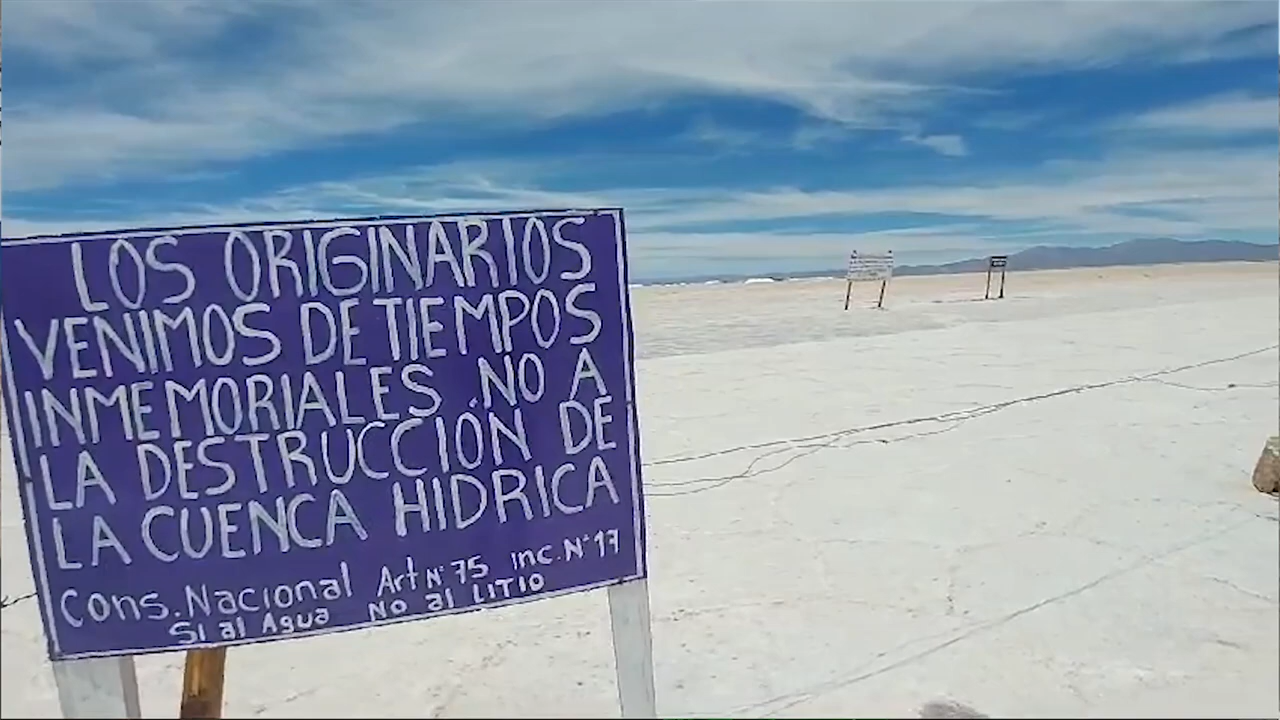 LOS ORIGINARIOS
VENIMOS DE TIEMPOS
INMEMORIALES. NO A
LA DESTRUCCIÓN DE
LA CUENCA HIDRICA
Cons. Nacional Art N° 75 inc. N° 17
SI al Agua NO al LITIO